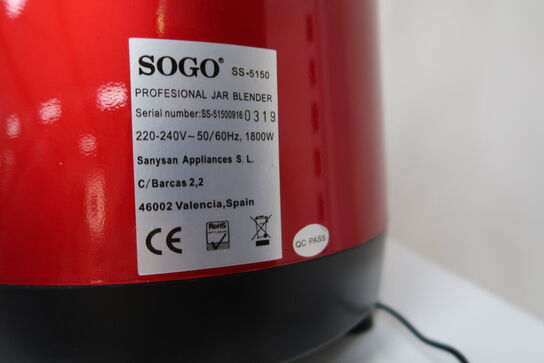 SOGO® SS-5150
PROFESIONAL JAR BLENDER
Serial number:SS-51500916 0319
220-240V~50/60Hz, 1800W
Sanysan Appliances S. L.
C/Barcas 2,2
46002 Valencia,Spain
CE RoHS
QC PASS